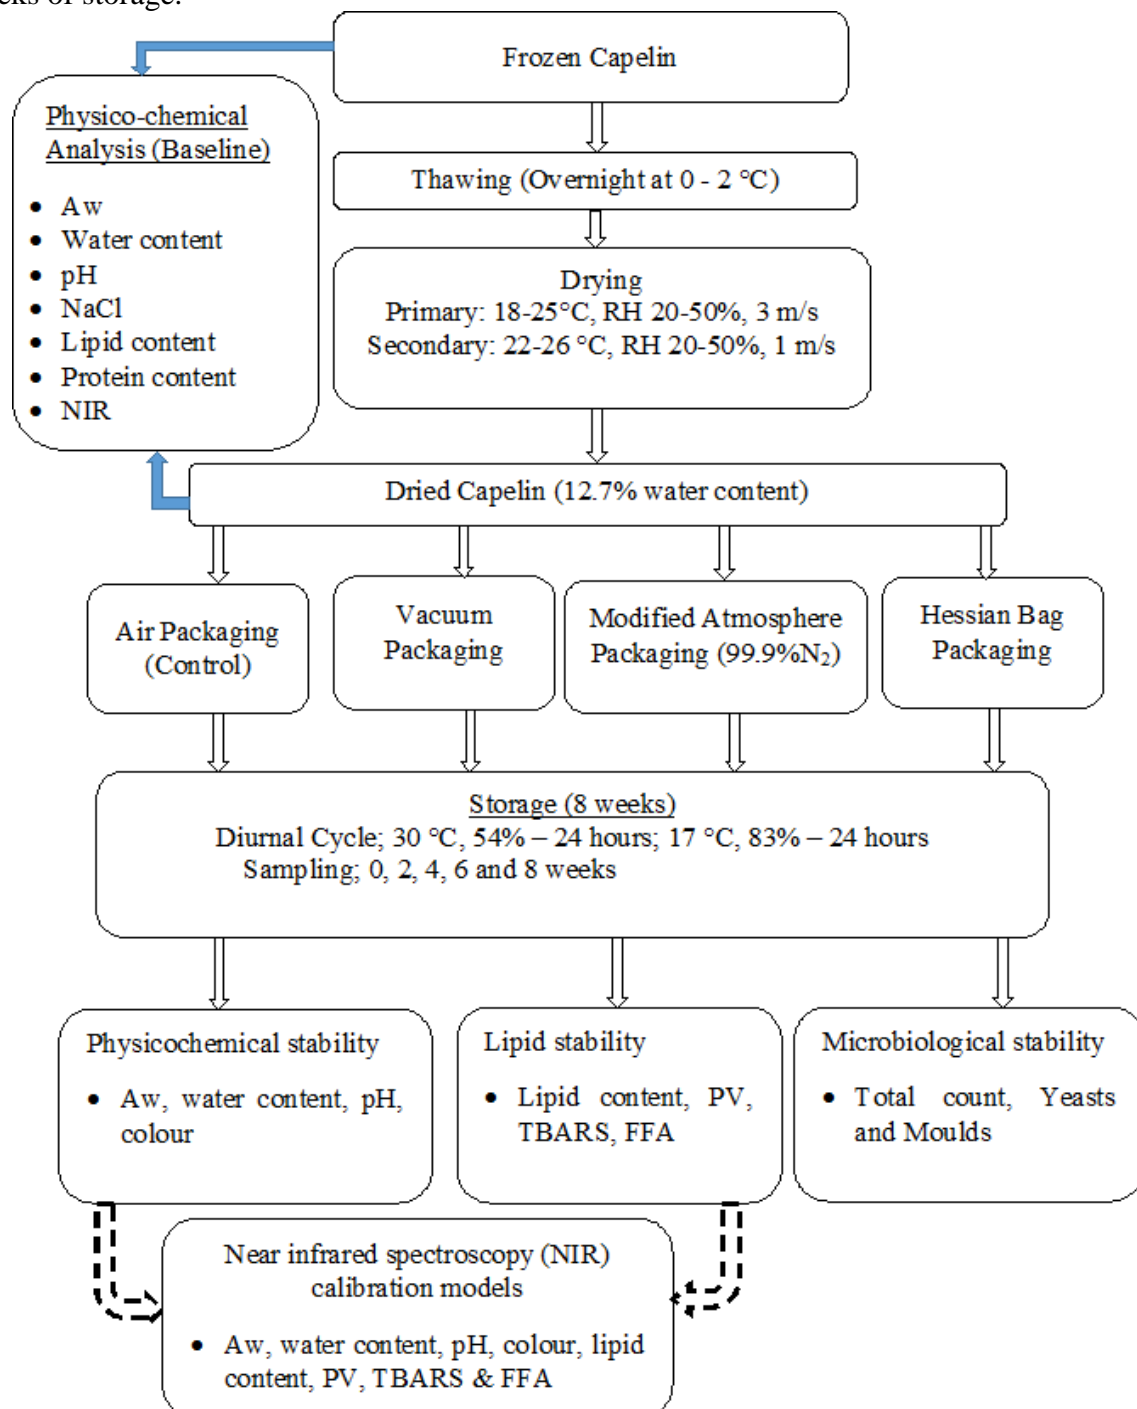 eks of storage.
Frozen Capelin
Physico-chemical
Analysis (Baseline)
• Aw
• Water content
• pH
• NaCl
• Lipid content
• Protein content
• NIR
Thawing (Overnight at 0 - 2 °C)
Drying
Primary: 18-25°C, RH 20-50%, 3 m/s
Secondary: 22-26 °C, RH 20-50%, 1 m/s
Dried Capelin (12.7% water content)
Air Packaging
(Control)
Vacuum
Packaging
Modified Atmosphere
Packaging (99.9%N₂)
Hessian Bag
Packaging
Storage (8 weeks)
Diurnal Cycle; 30 °C, 54% – 24 hours; 17 °C, 83% – 24 hours
Sampling; 0, 2, 4, 6 and 8 weeks
Physicochemical stability
• Aw, water content, pH,
colour
Lipid stability
• Lipid content, PV,
TBARS, FFA
Microbiological stability
• Total count, Yeasts
and Moulds
Near infrared spectroscopy (NIR)
calibration models
• Aw, water content, pH, colour, lipid
content, PV, TBARS & FFA